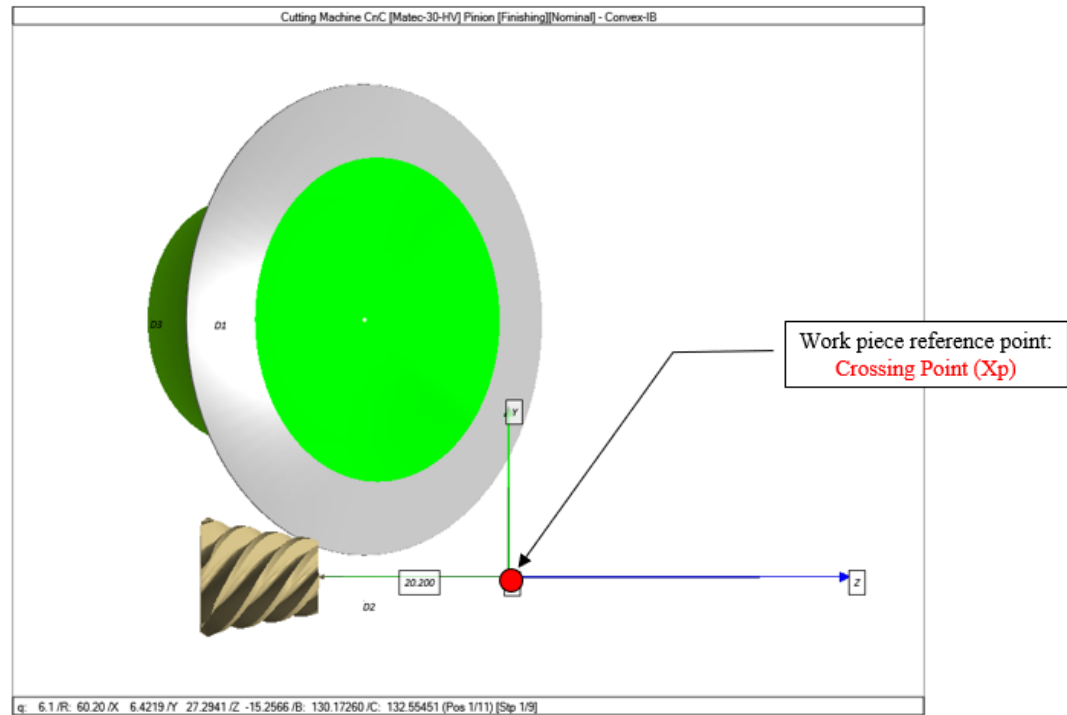 Cutting Machine CnC [Matec-30-HV] Pinion [Finishing][Nominal] - Convex-IB
D3
D1
Work piece reference point:
Crossing Point (Xp)
Y
20.200
Z
D2
q: 6.1 /R: 60.20 /X 6.4219 /Y 27.2941 /Z -15.2566 /B: 130.17260 /C: 132.55451 (Pos 1/11) [Stp 1/9]